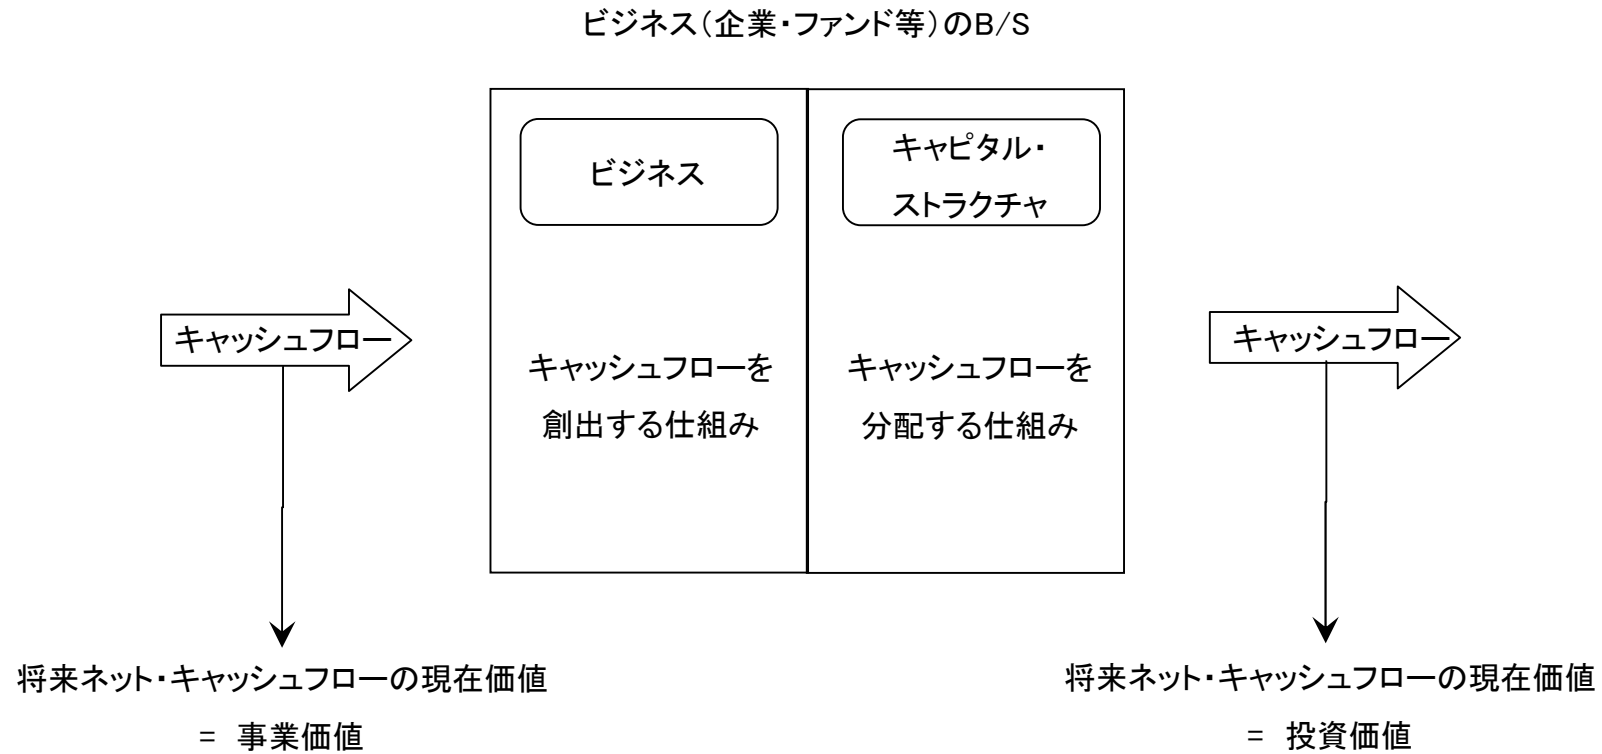 ビジネス（企業・ファンド等）のB/S
ビジネス
キャピタル・
ストラクチャ
キャッシュフロー
キャッシュフローを
創出する仕組み
キャッシュフローを
分配する仕組み
キャッシュフロー
将来ネット・キャッシュフローの現在価値
= 事業価値
将来ネット・キャッシュフローの現在価値
= 投資価値